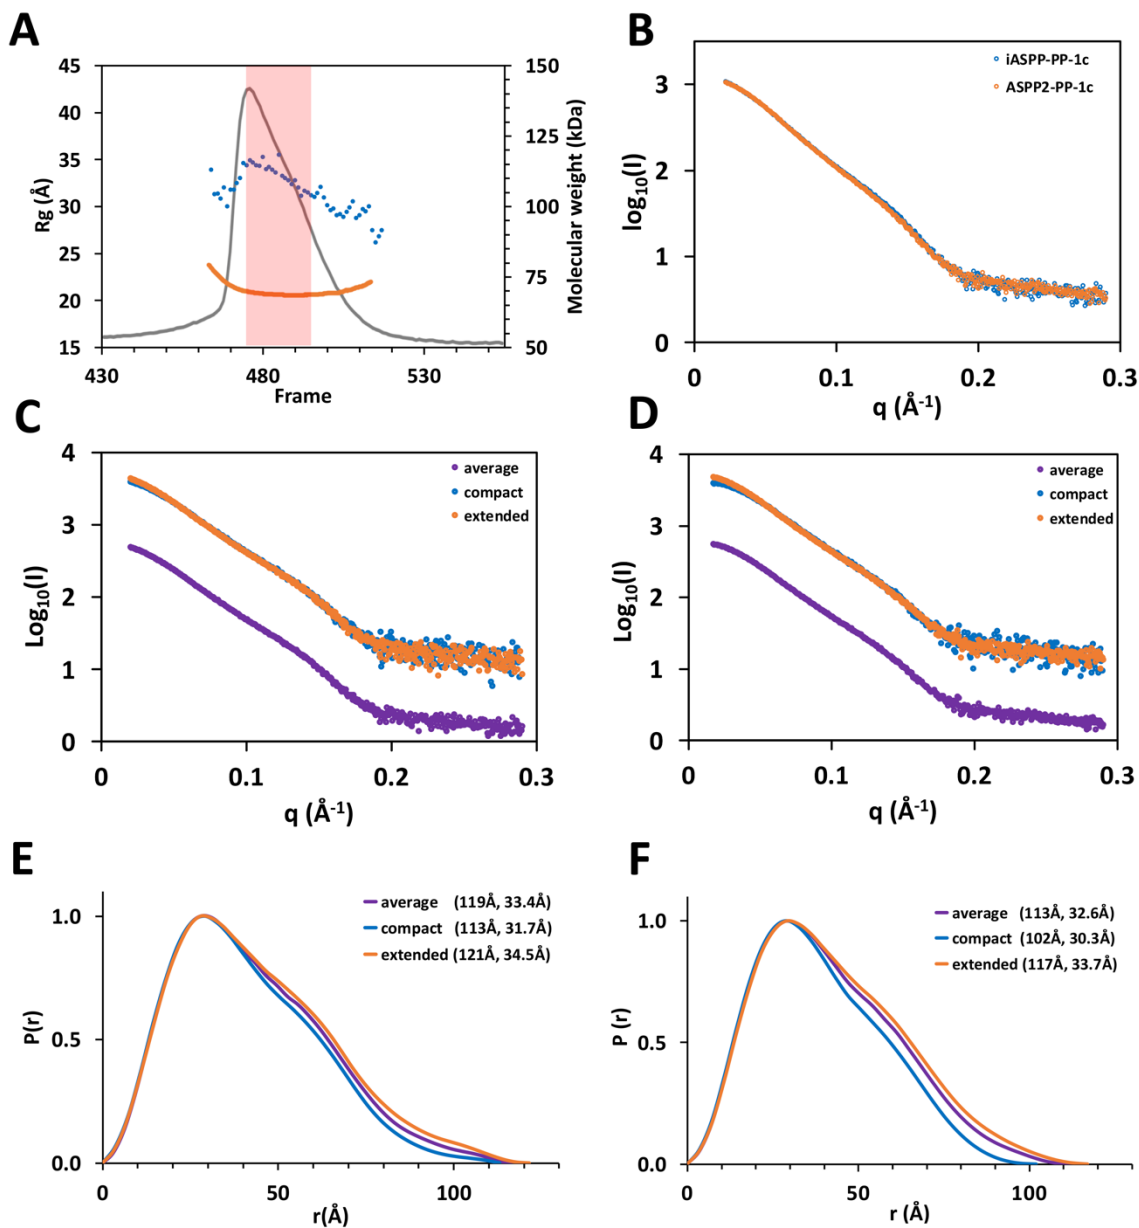 A
45
40
35
30
25
20
15
Rg (Å)
150
125
100
75
50
Molecular weight (kDa)
430
480
530
Frame
B
3
2
1
0
log10(I)
iASPP-PP-1c
ASPP2-PP-1c
0
0.1
0.2
0.3
q (Å-1)
C
4
3
2
1
0
Log10(I)
average
compact
extended
0
0.1
0.2
0.3
q (Å-1)
D
4
3
2
1
0
Log10(I)
average
compact
extended
0
0.1
0.2
0.3
q (Å-1)
E
1.0
0.5
0.0
P(r)
average (119Å, 33.4Å)
compact (113Å, 31.7Å)
extended (121Å, 34.5Å)
0
50
100
r(Å)
F
1.0
0.5
0.0
P (r)
average (113Å, 32.6Å)
compact (102Å, 30.3Å)
extended (117Å, 33.7Å)
0
50
100
r (Å)